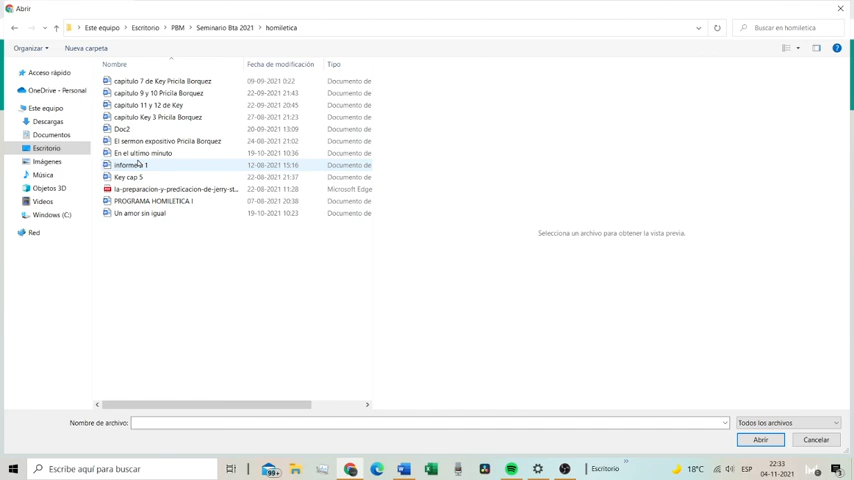 Abrir
Este equipo > Escritorio > PBM > Seminario Bta 2021 > homiletica
Buscar en homiletica
Organizar
Nueva carpeta
Nombre Fecha de modificación Tipo
Acceso rápido
OneDrive - Personal
Este equipo
Descargas
Documentos
Escritorio
Imágenes
Música
Objetos 3D
Videos
Windows (C:)
Red
capitulo 7 de Key Pricila Borquez 09-09-2021 0:22 Documento de
capitulo 9 y 10 Pricila Borquez 22-09-2021 21:43 Documento de
capitulo 11 y 12 de Key 22-09-2021 20:45 Documento de
capitulo Key 3 Pricila Borquez 27-08-2021 21:23 Documento de
Doc2 20-09-2021 13:09 Documento de
El sermon expositivo Pricila Borquez 24-08-2021 21:02 Documento de
En el ultimo minuto 19-10-2021 10:36 Documento de
informe 1 12-08-2021 15:16 Documento de
Key cap 5 22-08-2021 21:37 Documento de
la-preparacion-y-predicacion-de-jerry-st... 22-08-2021 11:28 Microsoft Edge
PROGRAMA HOMILETICA I 07-08-2021 20:38 Documento de
Un amor sin igual 19-10-2021 10:23 Documento de
Selecciona un archivo para obtener la vista previa.
Nombre de archivo:
Todos los archivos
Abrir
Cancelar
Escribe aquí para buscar
99+
Escritorio
18°C
ESP
22:33
04-11-2021